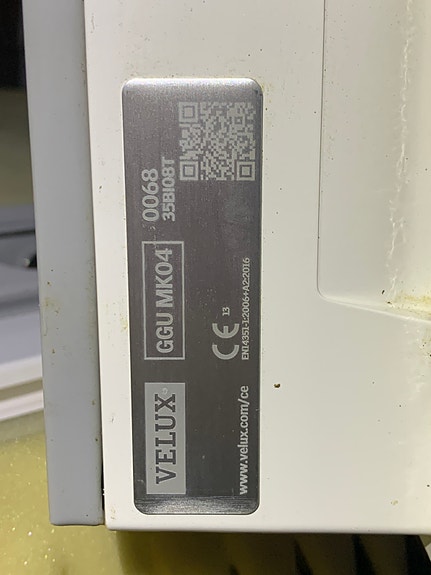 VELUX®
GGU MK04
0068
35BI08T
CE 13
EN14351-1:2006+A2:2016
www.velux.com/ce